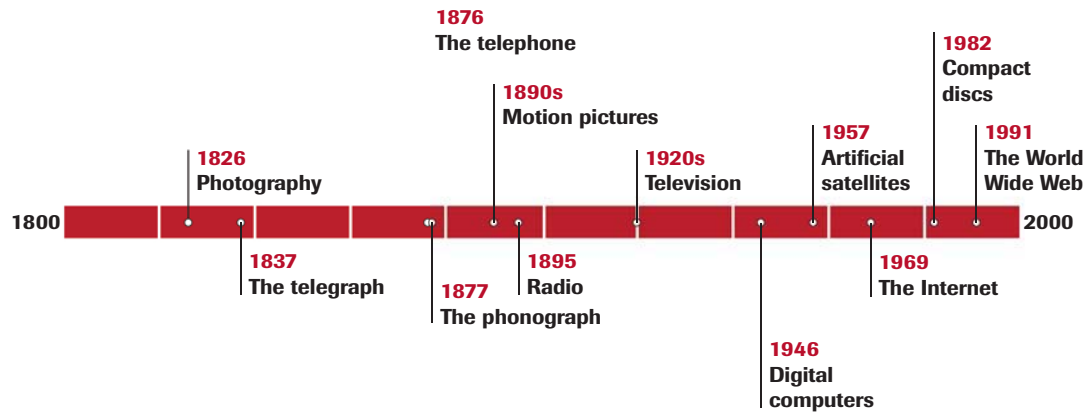 1876
The telephone
1982
Compact
discs
1890s
Motion pictures
1826
Photography
1920s
Television
1957
Artificial
satellites
1991
The World
Wide Web
1800
2000
1837
The telegraph
1877
The phonograph
1895
Radio
1969
The Internet
1946
Digital
computers